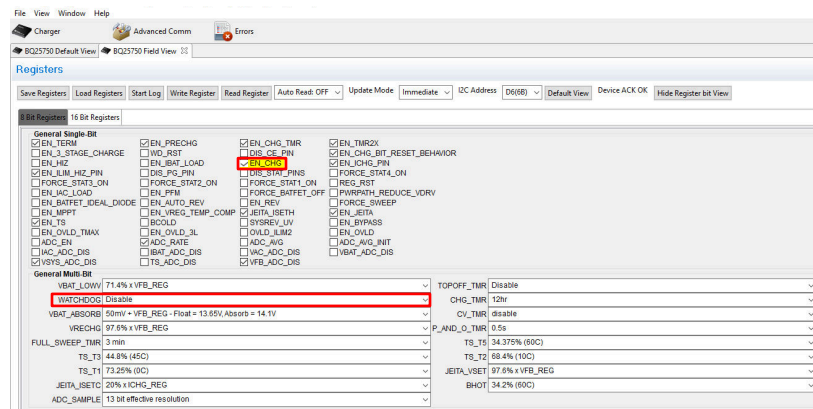 File View Window Help
Charger Advanced Comm Errors
BQ25750 Default View BQ25750 Field View
Registers
Save Registers Load Registers Start Log Write Register Read Register Auto Read: OFF Update Mode Immediate I2C Address D6(6B) Default View Device ACK OK Hide Register bit View
8 Bit Registers 16 Bit Registers
General Single-Bit
EN_TERM EN_PRECHG EN_CHG_TMR EN_TMR2X
EN_3_STAGE_CHARGE WD_RST DIS_CE_PIN EN_CHG_BIT_RESET_BEHAVIOR
EN_HIZ EN_IBAT_LOAD EN_CHG EN_ICHG_PIN
EN_ILIM_HIZ_PIN DIS_PG_PIN DIS_STAT_PINS FORCE_STAT4_ON
FORCE_STAT3_ON FORCE_STAT2_ON FORCE_STAT1_ON REG_RST
EN_IAC_LOAD EN_PFM FORCE_BATFET_OFF PWRPATH_REDUCE_VDRV
EN_BATFET_IDEAL_DIODE EN_AUTO_REV EN_REV FORCE_SWEEP
EN_MPPT EN_VREG_TEMP_COMP JEITA_ISETH EN_JEITA
EN_TS BCOLD SYSREV_UV EN_BYPASS
EN_OVLD_TMAX EN_OVLD_3L OVLD_ILIM2 EN_OVLD
ADC_EN ADC_RATE ADC_AVG ADC_AVG_INIT
IAC_ADC_DIS IBAT_ADC_DIS VAC_ADC_DIS VBAT_ADC_DIS
VSYS_ADC_DIS TS_ADC_DIS VFB_ADC_DIS
General Multi-Bit
VBAT_LOWV 71.4% x VFB_REG TOPOFF_TMR Disable
WATCHDOG Disable CHG_TMR 12hr
VBAT_ABSORB 50mV + VFB_REG - Float = 13.65V, Absorb = 14.1V CV_TMR disable
VRECHG 97.6% x VFB_REG P_AND_O_TMR 0.5s
FULL_SWEEP_TMR 3 min TS_T5 34.375% (60C)
TS_T3 44.8% (45C) TS_T2 68.4% (10C)
TS_T1 73.25% (0C) JEITA_VSET 97.6% x VFB_REG
JEITA_ISETC 20% x ICHG_REG BHOT 34.2% (60C)
ADC_SAMPLE 13 bit effective resolution